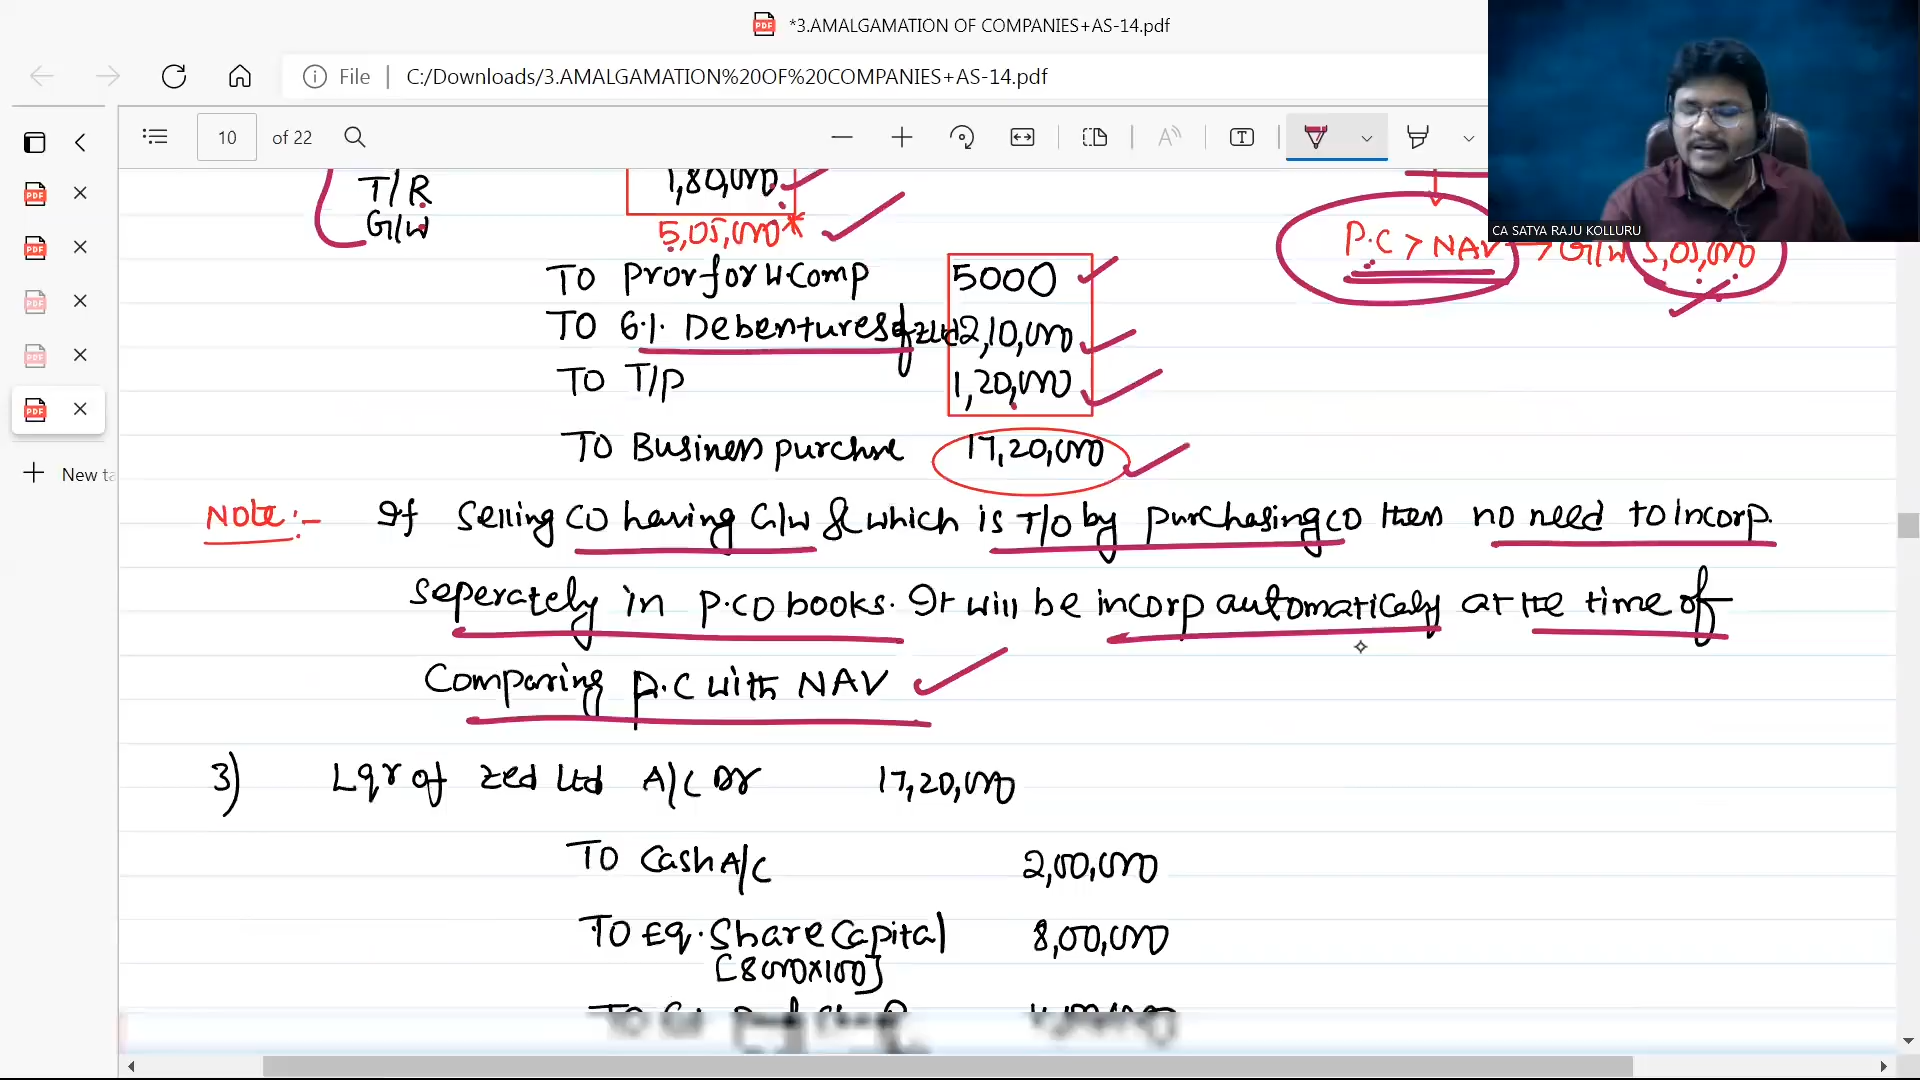 *3.AMALGAMATION OF COMPANIES+AS-14.pdf
File C:/Downloads/3.AMALGAMATION%20OF%20COMPANIES+AS-14.pdf
10 of 22
CA SATYA RAJU KOLLURU
New ta
T/R 1,80,000
G/W 5,05,000*
P.C > NAV → G/W 5,05,000
TO Prov for W.Comp 5000
TO 6.1. Debentures of Z Ltd 2,10,000
TO T/P 1,20,000
TO Business purchase 17,20,000
Note:- If Selling CO having G/W & which is T/O by purchasing CO then no need to incorp.
Seperately in P.CO books. It will be incorp automatically at the time of
Comparing P.C with NAV
3) Lqr of Zed Ltd A/C Dr 17,20,000
TO Cash A/C 2,00,000
TO Eq. Share Capital 8,00,000
[8000x100]